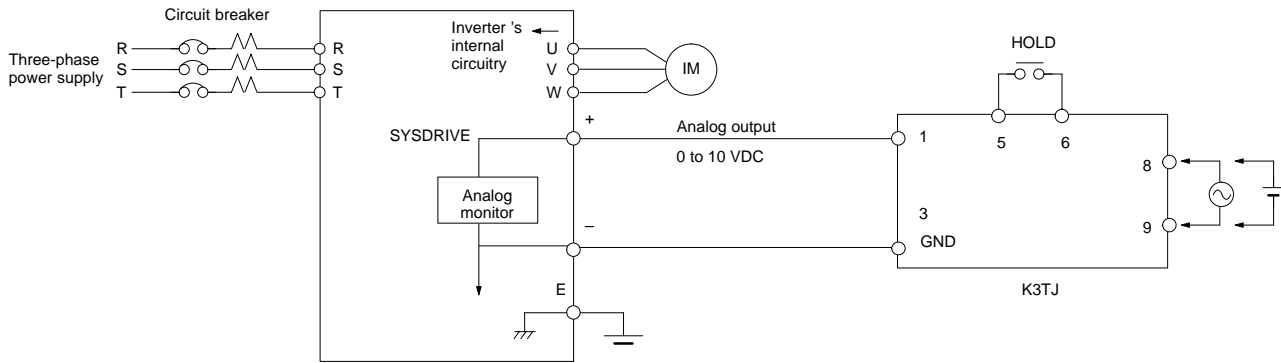 Circuit breaker
Three-phase
power supply
R
S
T
R
S
T
Inverter 's
internal
circuitry
U
V
W
IM
SYSDRIVE
Analog
monitor
+
–
E
Analog output
0 to 10 VDC
HOLD
1
5
6
8
3
9
GND
K3TJ